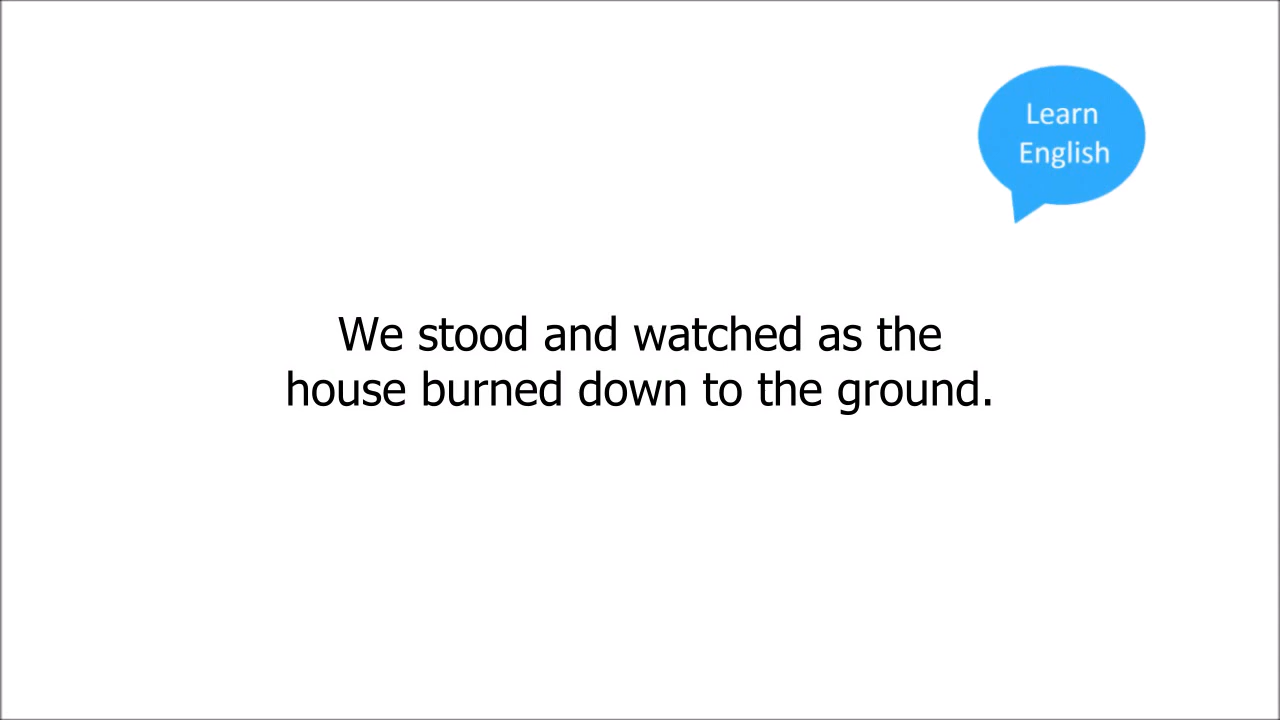 Learn
English
We stood and watched as the
house burned down to the ground.